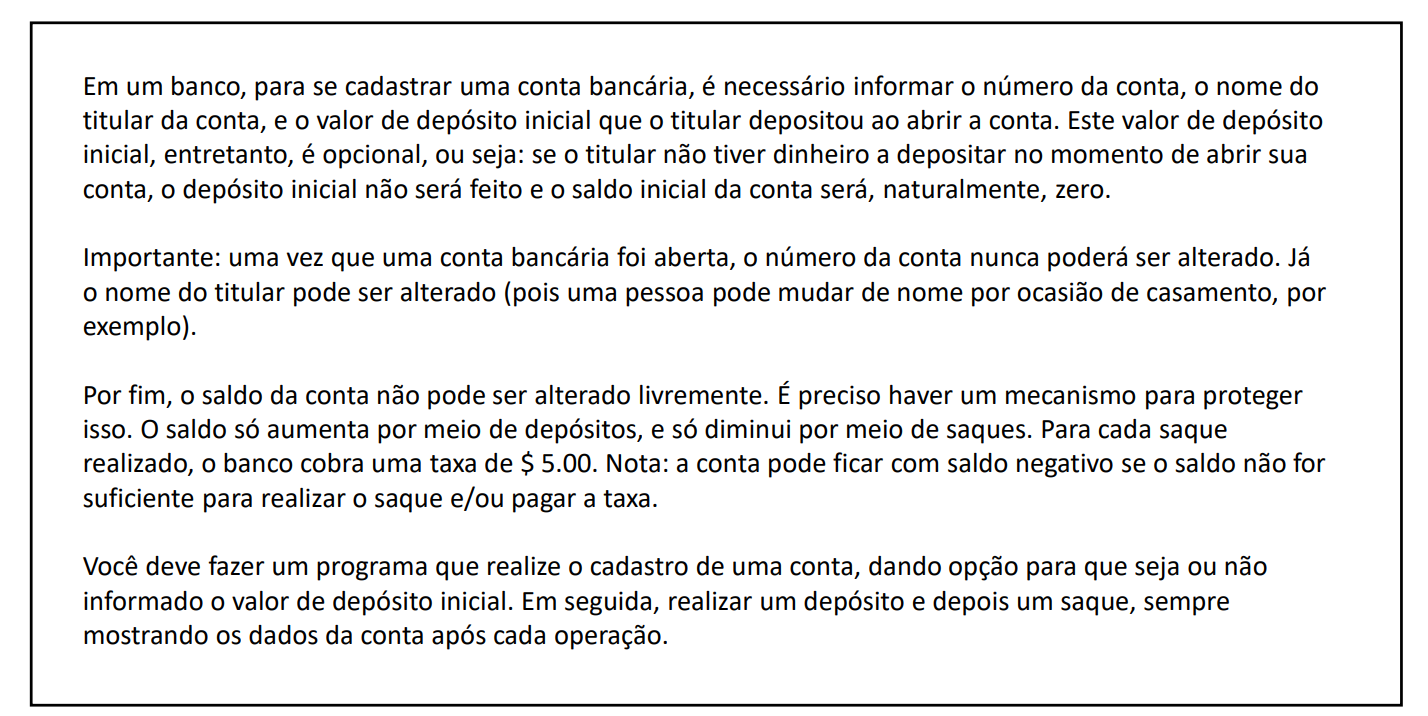 Em um banco, para se cadastrar uma conta bancária, é necessário informar o número da conta, o nome do
titular da conta, e o valor de depósito inicial que o titular depositou ao abrir a conta. Este valor de depósito
inicial, entretanto, é opcional, ou seja: se o titular não tiver dinheiro a depositar no momento de abrir sua
conta, o depósito inicial não será feito e o saldo inicial da conta será, naturalmente, zero.
Importante: uma vez que uma conta bancária foi aberta, o número da conta nunca poderá ser alterado. Já
o nome do titular pode ser alterado (pois uma pessoa pode mudar de nome por ocasião de casamento, por
exemplo).
Por fim, o saldo da conta não pode ser alterado livremente. É preciso haver um mecanismo para proteger
isso. O saldo só aumenta por meio de depósitos, e só diminui por meio de saques. Para cada saque
realizado, o banco cobra uma taxa de $ 5.00. Nota: a conta pode ficar com saldo negativo se o saldo não for
suficiente para realizar o saque e/ou pagar a taxa.
Você deve fazer um programa que realize o cadastro de uma conta, dando opção para que seja ou não
informado o valor de depósito inicial. Em seguida, realizar um depósito e depois um saque, sempre
mostrando os dados da conta após cada operação.